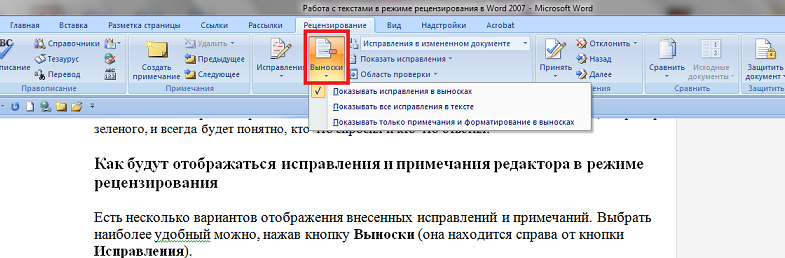 Работа с текстами в режиме рецензирования в Word 2007 - Microsoft Word
Вставка Разметка страницы Ссылки Рассылки Рецензирование Вид Надстройки Acrobat
Справочники
Тезаурус
Перевод
Правописание
Создать примечание
Удалить
Предыдущее
Следующее
Примечания
Исправления
Выноски
Исправления в измененном документе
Показать исправления
Область проверки
Принять
Отклонить
Назад
Далее
Сравнить
Исходные документы
Сравнение
Защитить документ
Защитить
Показывать исправления в выносках
Показывать все исправления в тексте
Показывать только примечания и форматирование в выносках
зеленого, и всегда будет понятно, кто
Как будут отображаться исправления и примечания редактора в режиме
рецензирования
Есть несколько вариантов отображения внесенных исправлений и примечаний. Выбрать
наиболее удобный можно, нажав кнопку Выноски (она находится справа от кнопки
Исправления).